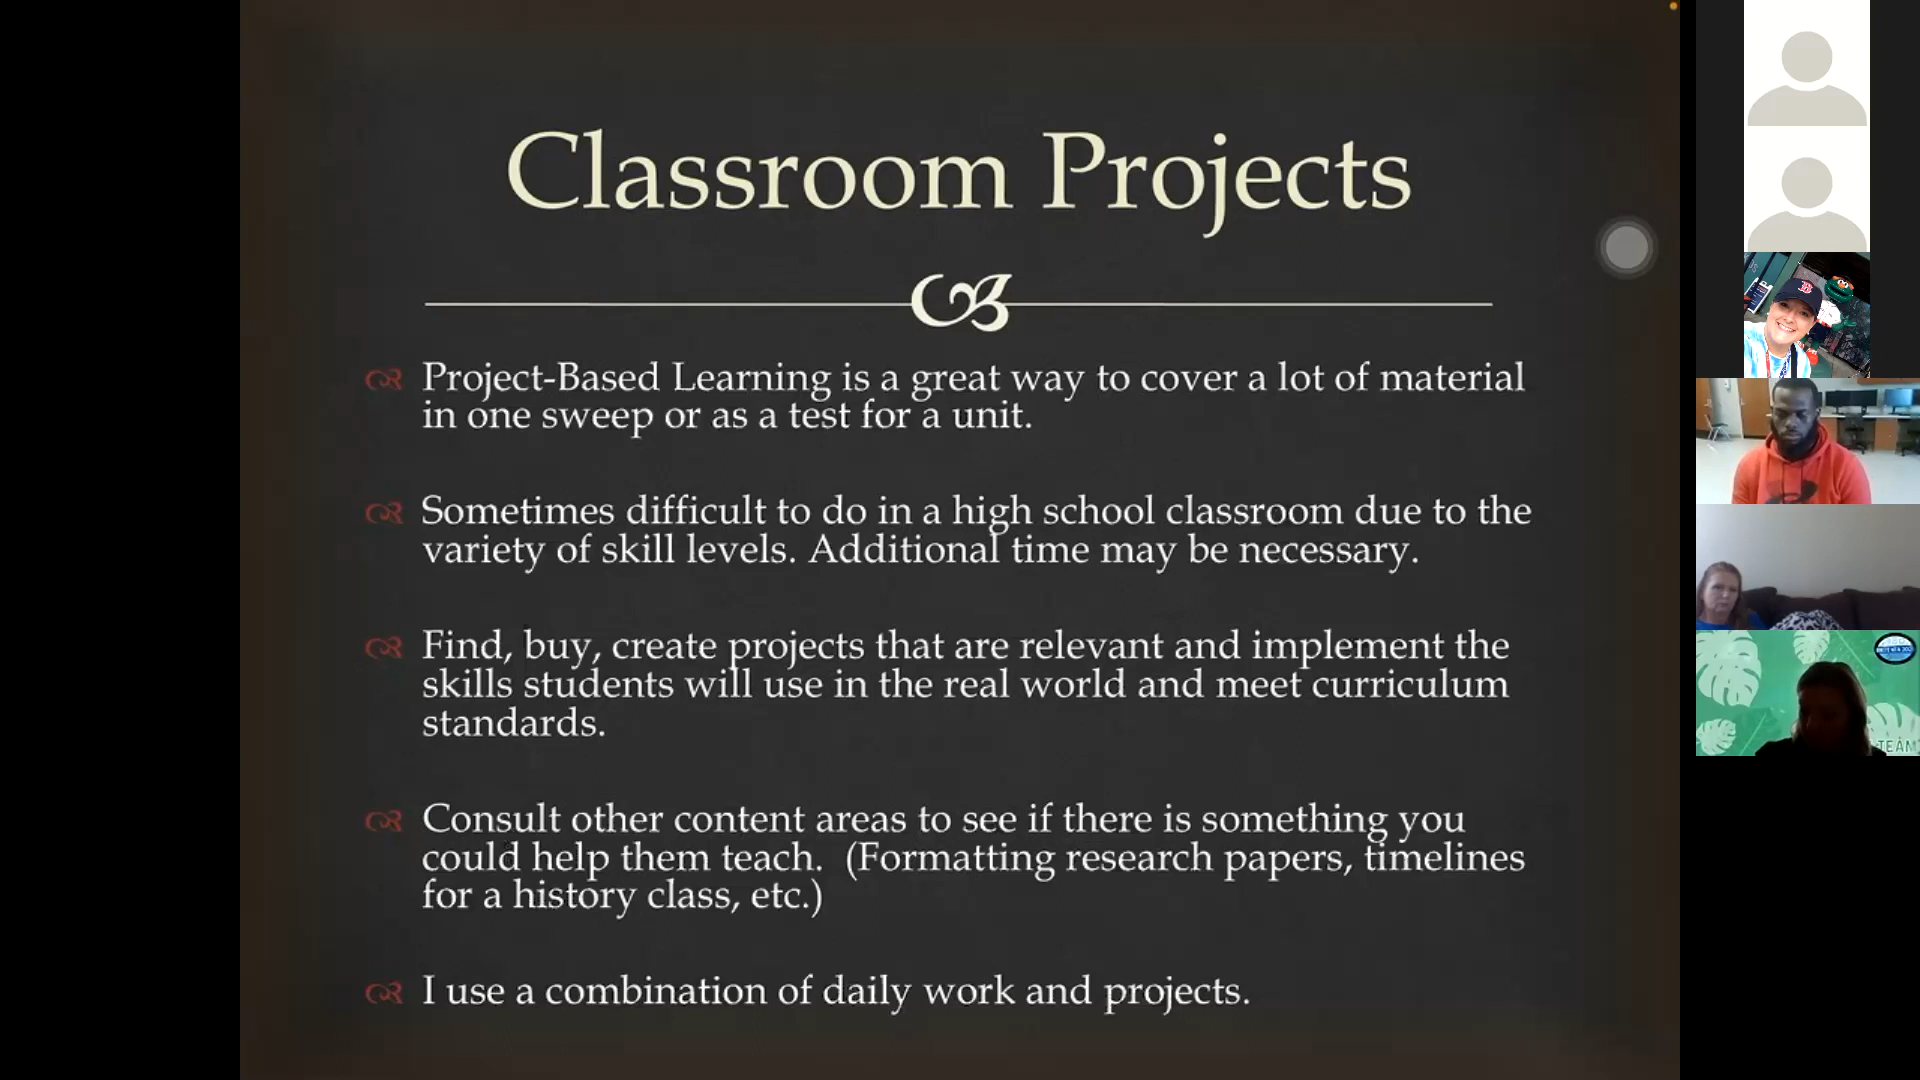 Classroom Projects
Project-Based Learning is a great way to cover a lot of material
in one sweep or as a test for a unit.
Sometimes difficult to do in a high school classroom due to the
variety of skill levels. Additional time may be necessary.
Find, buy, create projects that are relevant and implement the
skills students will use in the real world and meet curriculum
standards.
Consult other content areas to see if there is something you
could help them teach.  (Formatting research papers, timelines
for a history class, etc.)
I use a combination of daily work and projects.
B
TEAM